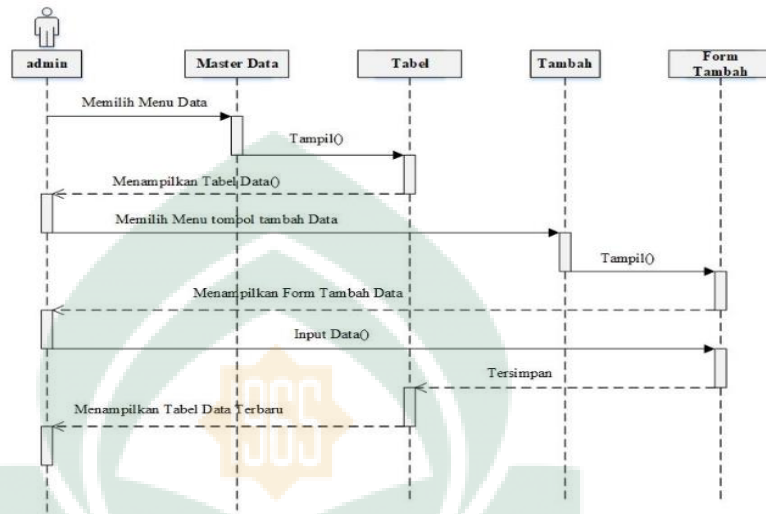 admin
Master Data
Tabel
Tambah
Form
Tambah
Memilih Menu Data
Tampil()
Menampilkan Tabel Data()
Memilih Menu tombol tambah Data
Tampil()
Menampilkan Form Tambah Data
Input Data()
Tersimpan
Menampilkan Tabel Data Terbaru